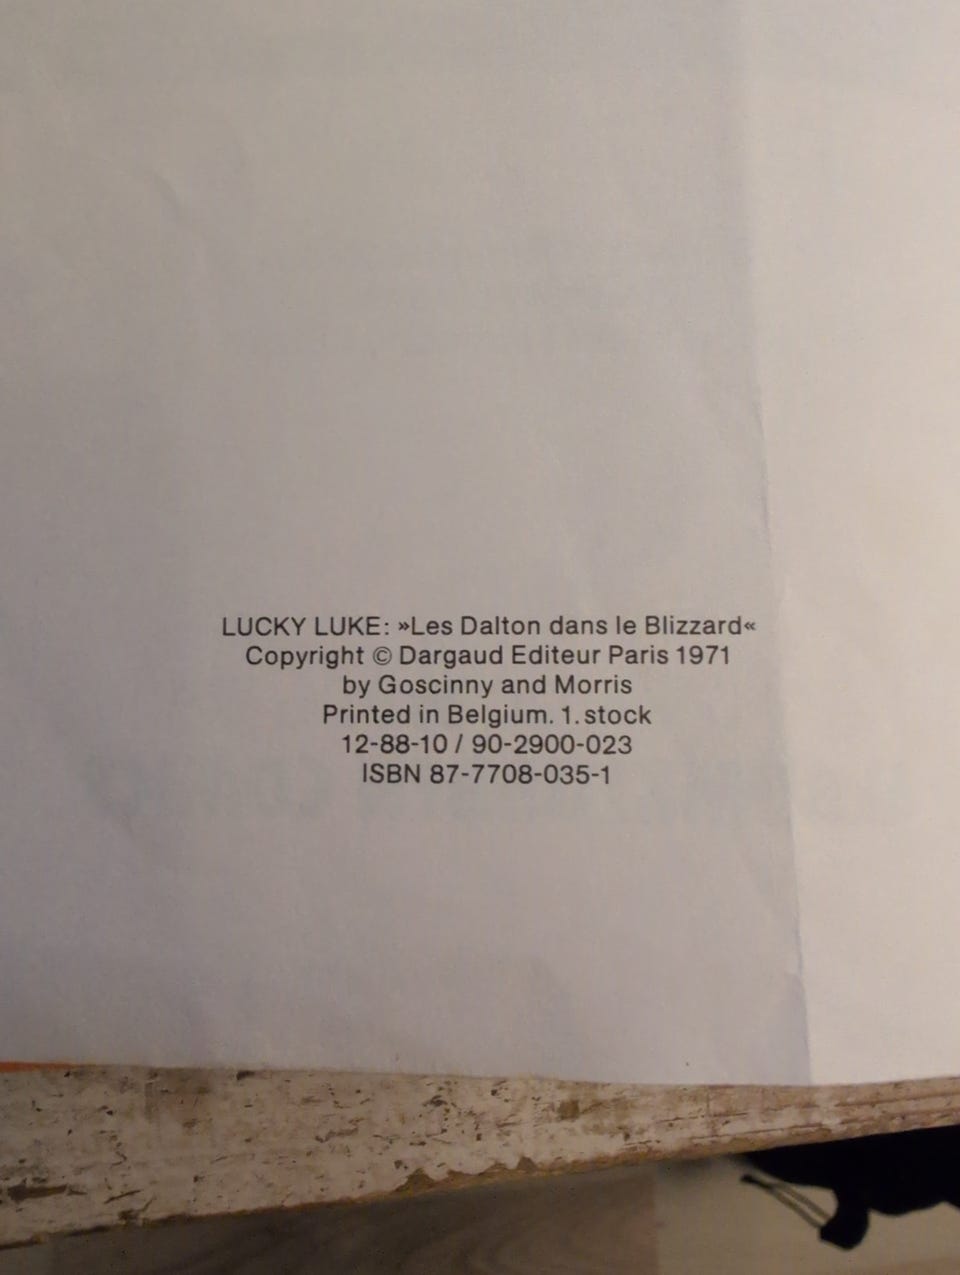 LUCKY LUKE: »Les Dalton dans le Blizzard«
Copyright © Dargaud Editeur Paris 1971
by Goscinny and Morris
Printed in Belgium. 1. stock
12-88-10 / 90-2900-023
ISBN 87-7708-035-1